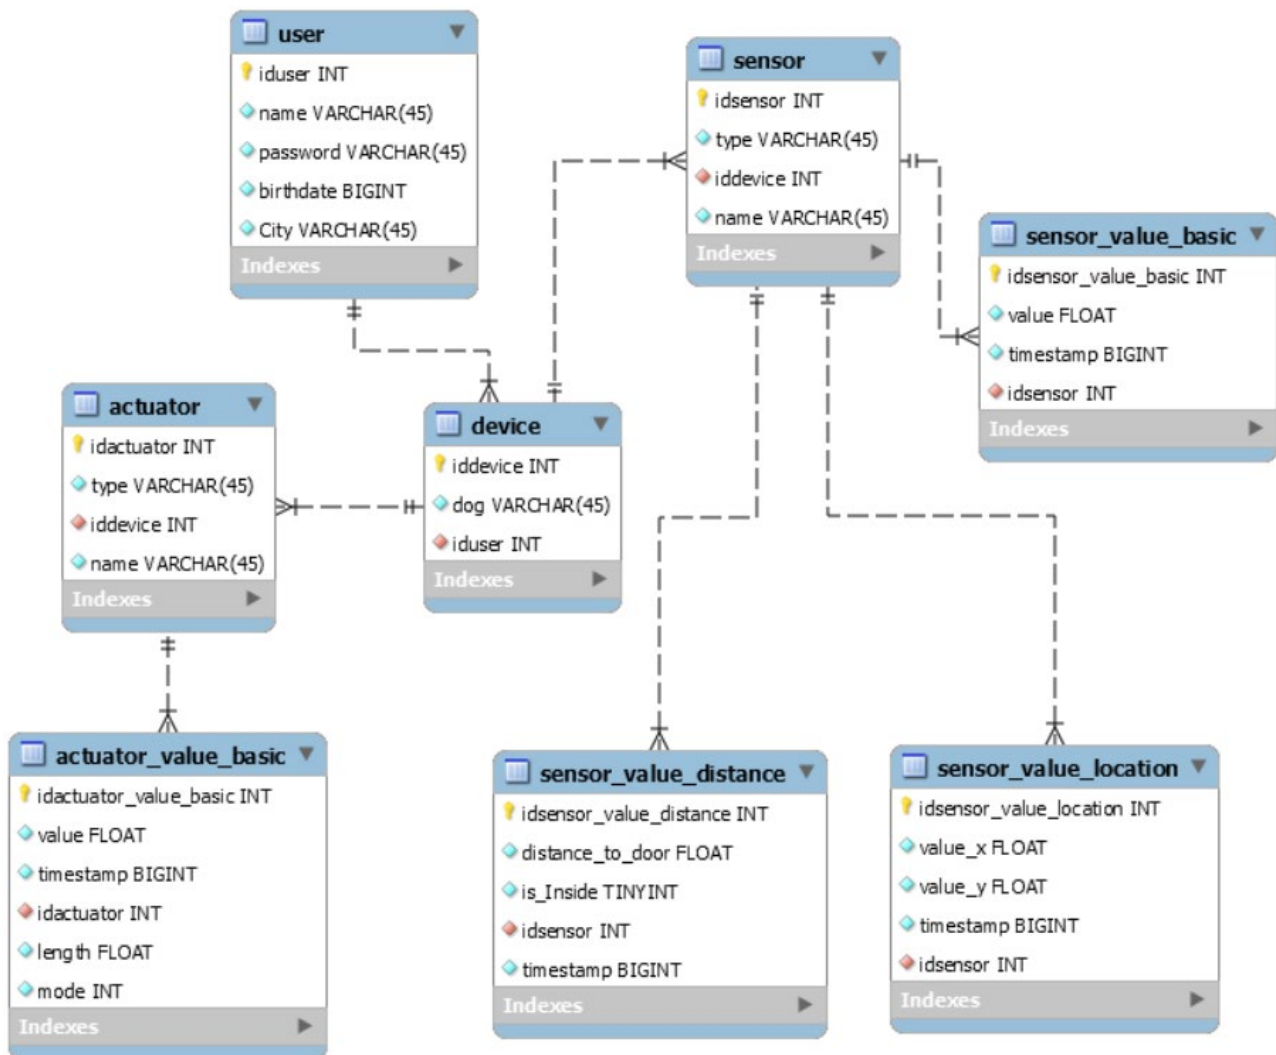 user
iduser INT
name VARCHAR(45)
password VARCHAR(45)
birthdate BIGINT
City VARCHAR(45)
Indexes
sensor
idsensor INT
type VARCHAR(45)
iddevice INT
name VARCHAR(45)
Indexes
sensor_value_basic
idsensor_value_basic INT
value FLOAT
timestamp BIGINT
idsensor INT
Indexes
actuator
idactuator INT
type VARCHAR(45)
iddevice INT
name VARCHAR(45)
Indexes
device
iddevice INT
dog VARCHAR(45)
iduser INT
Indexes
actuator_value_basic
idactuator_value_basic INT
value FLOAT
timestamp BIGINT
idactuator INT
length FLOAT
mode INT
Indexes
sensor_value_distance
idsensor_value_distance INT
distance_to_door FLOAT
is_Inside TINYINT
idsensor INT
timestamp BIGINT
Indexes
sensor_value_location
idsensor_value_location INT
value_x FLOAT
value_y FLOAT
timestamp BIGINT
idsensor INT
Indexes